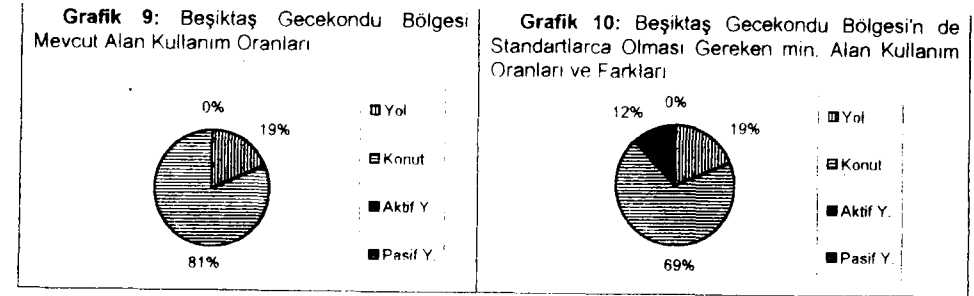 Grafik 9: Beşiktaş Gecekondu Bölgesi
Mevcut Alan Kullanım Oranları
0%
19%
81%
Yol
Konut
Aktif Y
Pasif Y.
Grafik 10: Beşiktaş Gecekondu Bölgesi'n de
Standartlarca Olması Gereken min. Alan Kullanım
Oranları ve Farkları
12%
0%
19%
69%
Yol
Konut
Aktif Y.
Pasif Y.